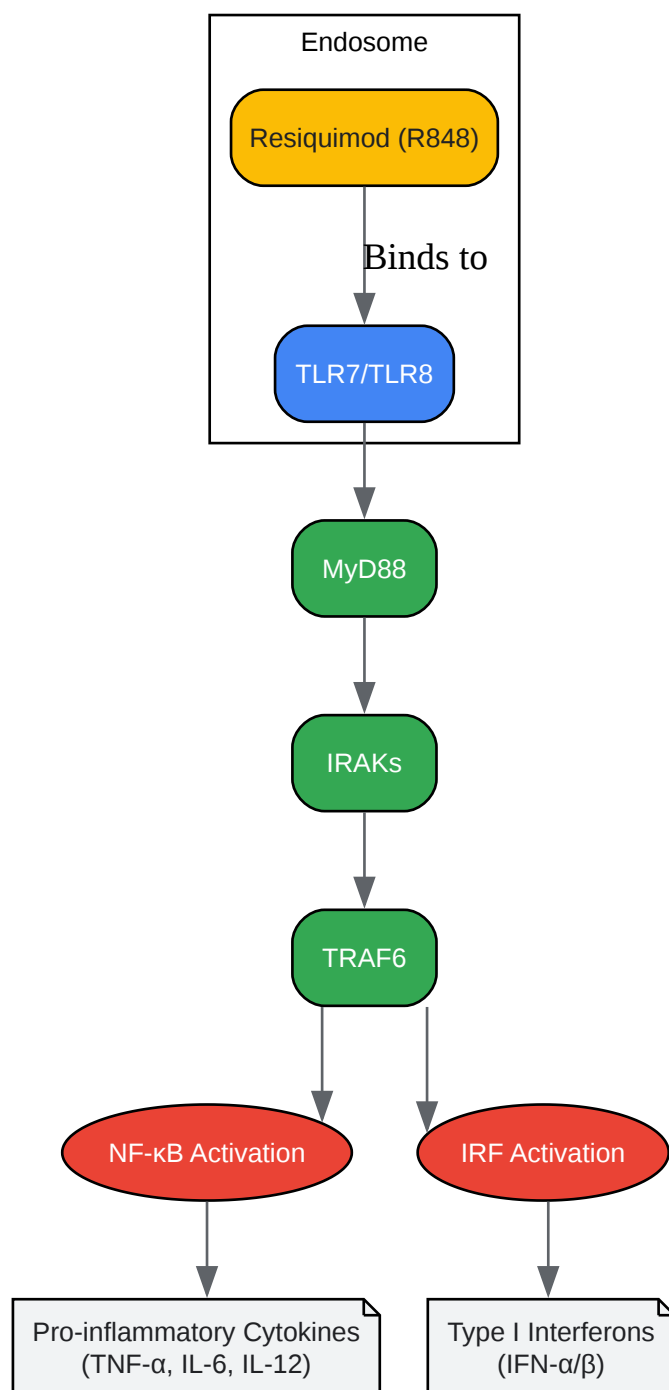 Endosome
Resiquimod (R848)
Binds to
TLR7/TLR8
MyD88
IRAKs
TRAF6
NF-κB Activation
IRF Activation
Pro-inflammatory Cytokines
(TNF-α, IL-6, IL-12)
Type I Interferons
(IFN-α/β)